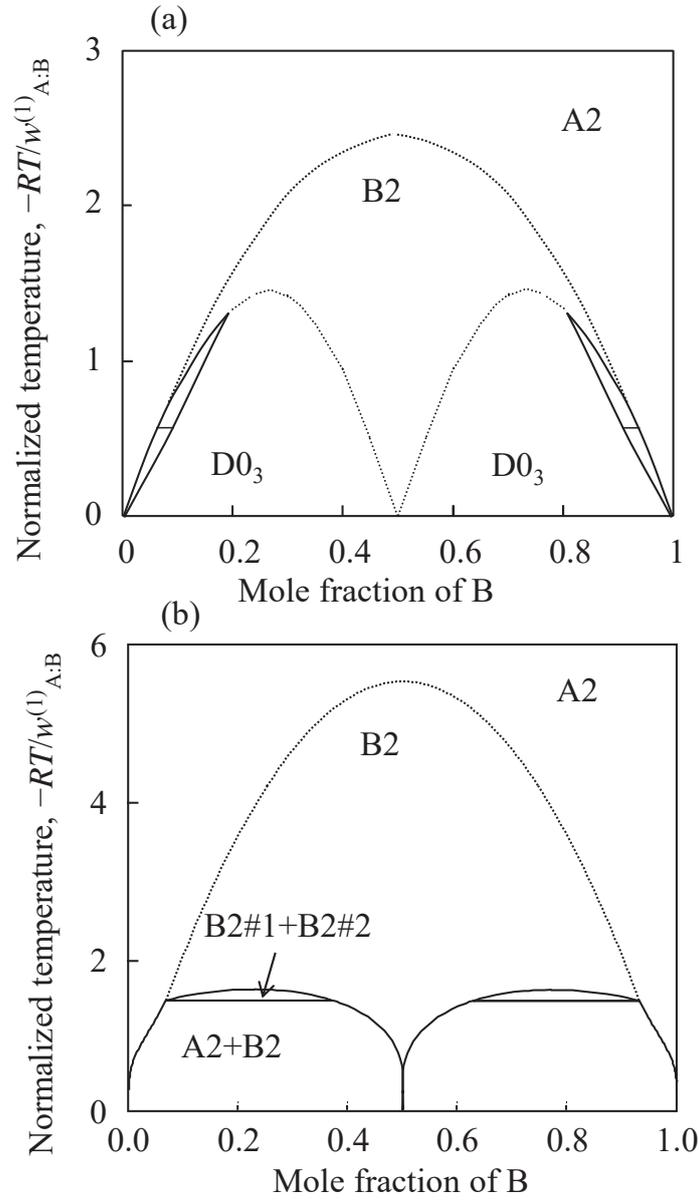 (a)
Normalized temperature, −RT/w⁽¹⁾A:B
3
2
1
0
A2
B2
D0₃
D0₃
0 0.2 0.4 0.6 0.8 1
Mole fraction of B
(b)
Normalized temperature, −RT/w⁽¹⁾A:B
6
4
2
0
A2
B2
B2#1+B2#2
A2+B2
0.0 0.2 0.4 0.6 0.8 1.0
Mole fraction of B